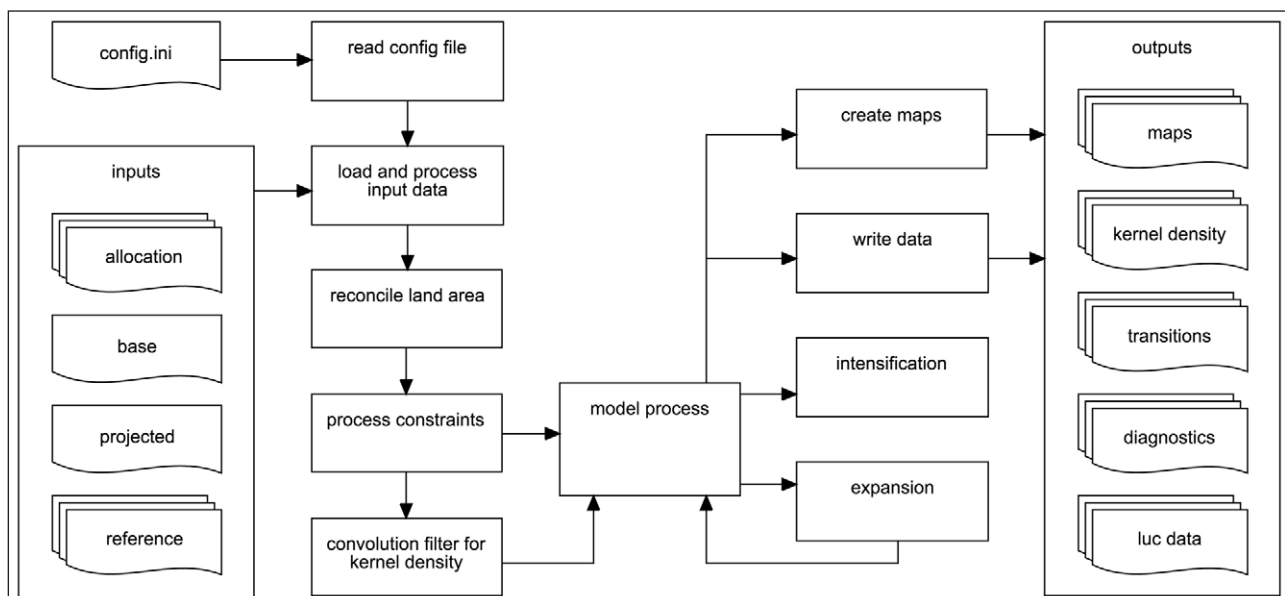 config.ini
read config file
inputs
allocation
base
projected
reference
load and process
input data
reconcile land area
process constraints
convolution filter for
kernel density
model process
create maps
write data
intensification
expansion
outputs
maps
kernel density
transitions
diagnostics
luc data